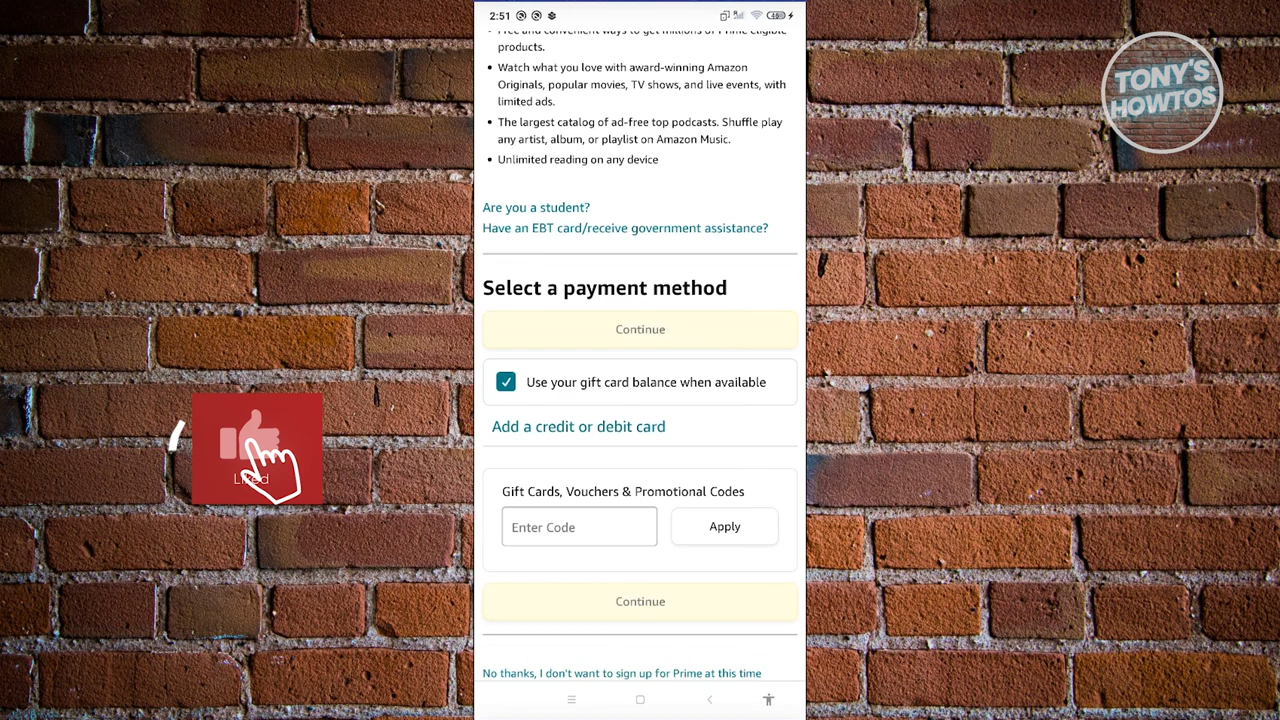 2:51
Free and convenient ways to get millions of Prime eligible
products.
Watch what you love with award-winning Amazon
Originals, popular movies, TV shows, and live events, with
limited ads.
The largest catalog of ad-free top podcasts. Shuffle play
any artist, album, or playlist on Amazon Music.
Unlimited reading on any device
Are you a student?
Have an EBT card/receive government assistance?
Select a payment method
Continue
Use your gift card balance when available
Add a credit or debit card
Gift Cards, Vouchers & Promotional Codes
Enter Code
Apply
Continue
No thanks, I don't want to sign up for Prime at this time
Liked
TONY'S
HOWTOS